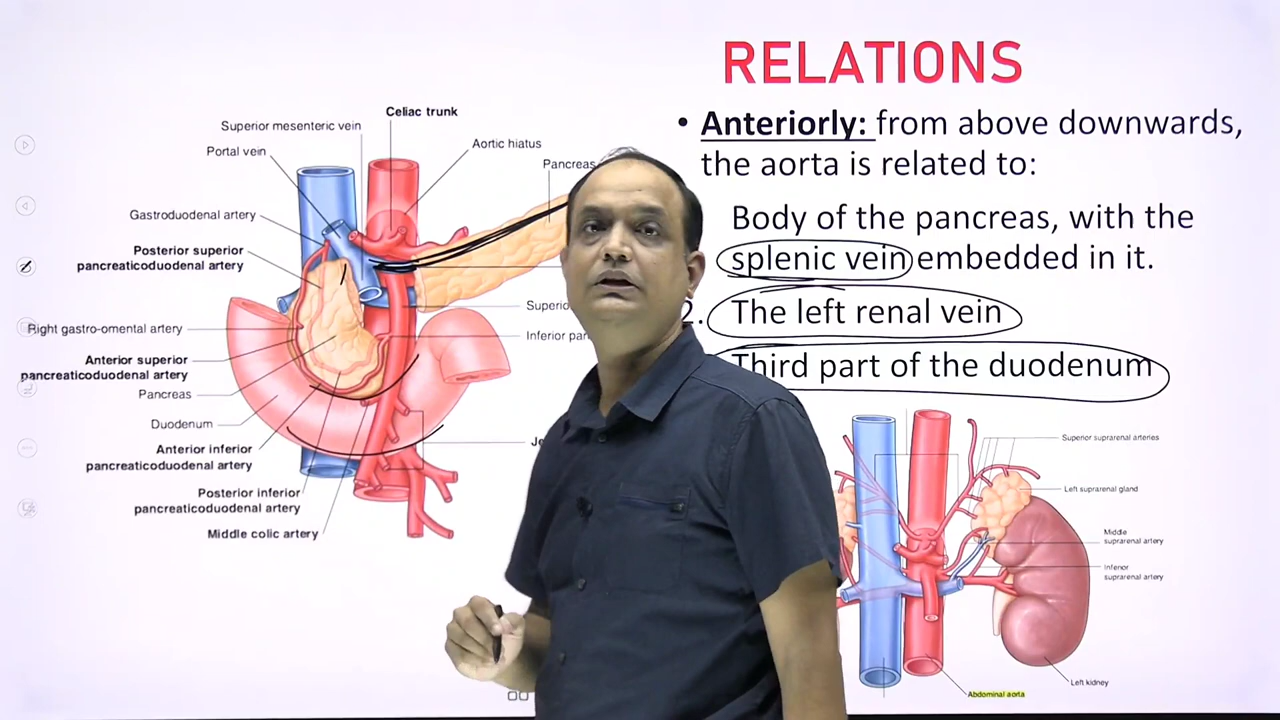 RELATIONS
• Anteriorly: from above downwards,
the aorta is related to:
Body of the pancreas, with the
splenic vein embedded in it.
2. The left renal vein
Third part of the duodenum
Celiac trunk
Superior mesenteric vein
Portal vein
Aortic hiatus
Pancreas
Gastroduodenal artery
Posterior superior
pancreaticoduodenal artery
Right gastro-omental artery
Anterior superior
pancreaticoduodenal artery
Pancreas
Duodenum
Anterior inferior
pancreaticoduodenal artery
Posterior inferior
pancreaticoduodenal artery
Middle colic artery
Inferior
Superior suprarenal arteries
Left suprarenal gland
Middle
suprarenal artery
Inferior
suprarenal artery
Left kidney
Abdominal aorta